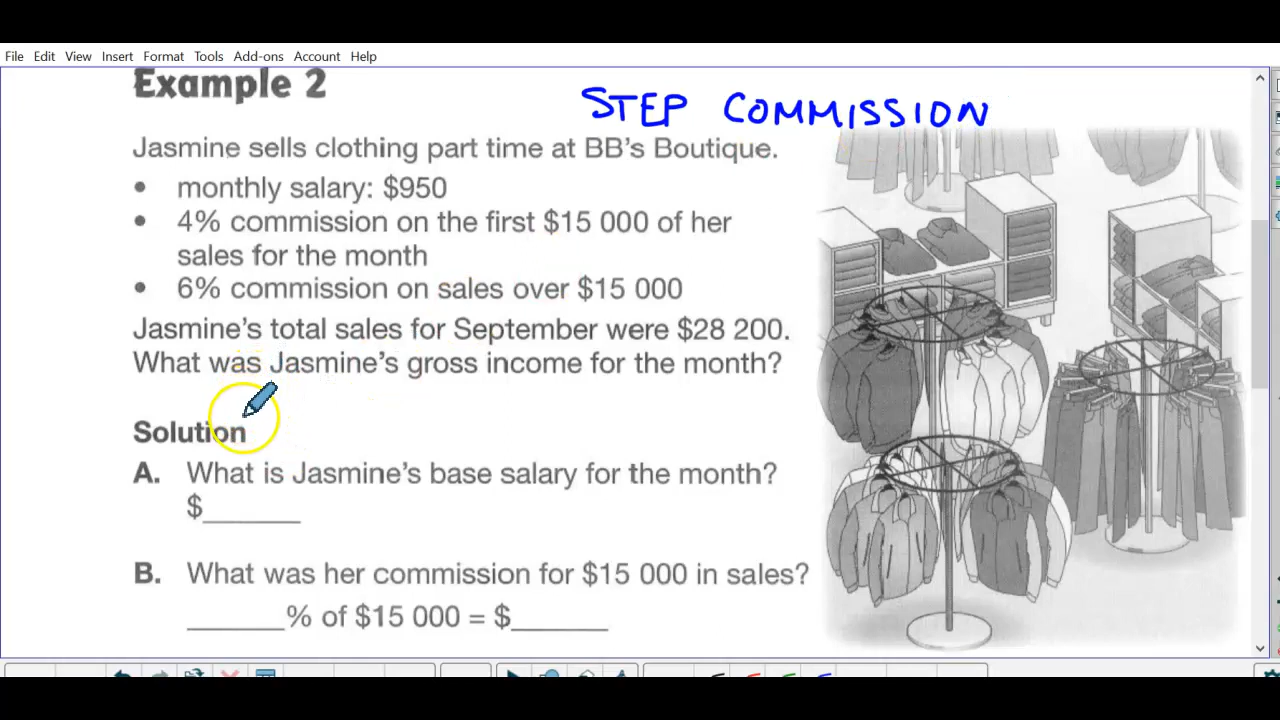 File Edit View Insert Format Tools Add-ons Account Help
Example 2
STEP COMMISSION
Jasmine sells clothing part time at BB's Boutique.
• monthly salary: $950
• 4% commission on the first $15 000 of her
sales for the month
• 6% commission on sales over $15 000
Jasmine's total sales for September were $28 200.
What was Jasmine's gross income for the month?
Solution
A. What is Jasmine's base salary for the month?
$______
B. What was her commission for $15 000 in sales?
______% of $15 000 = $______